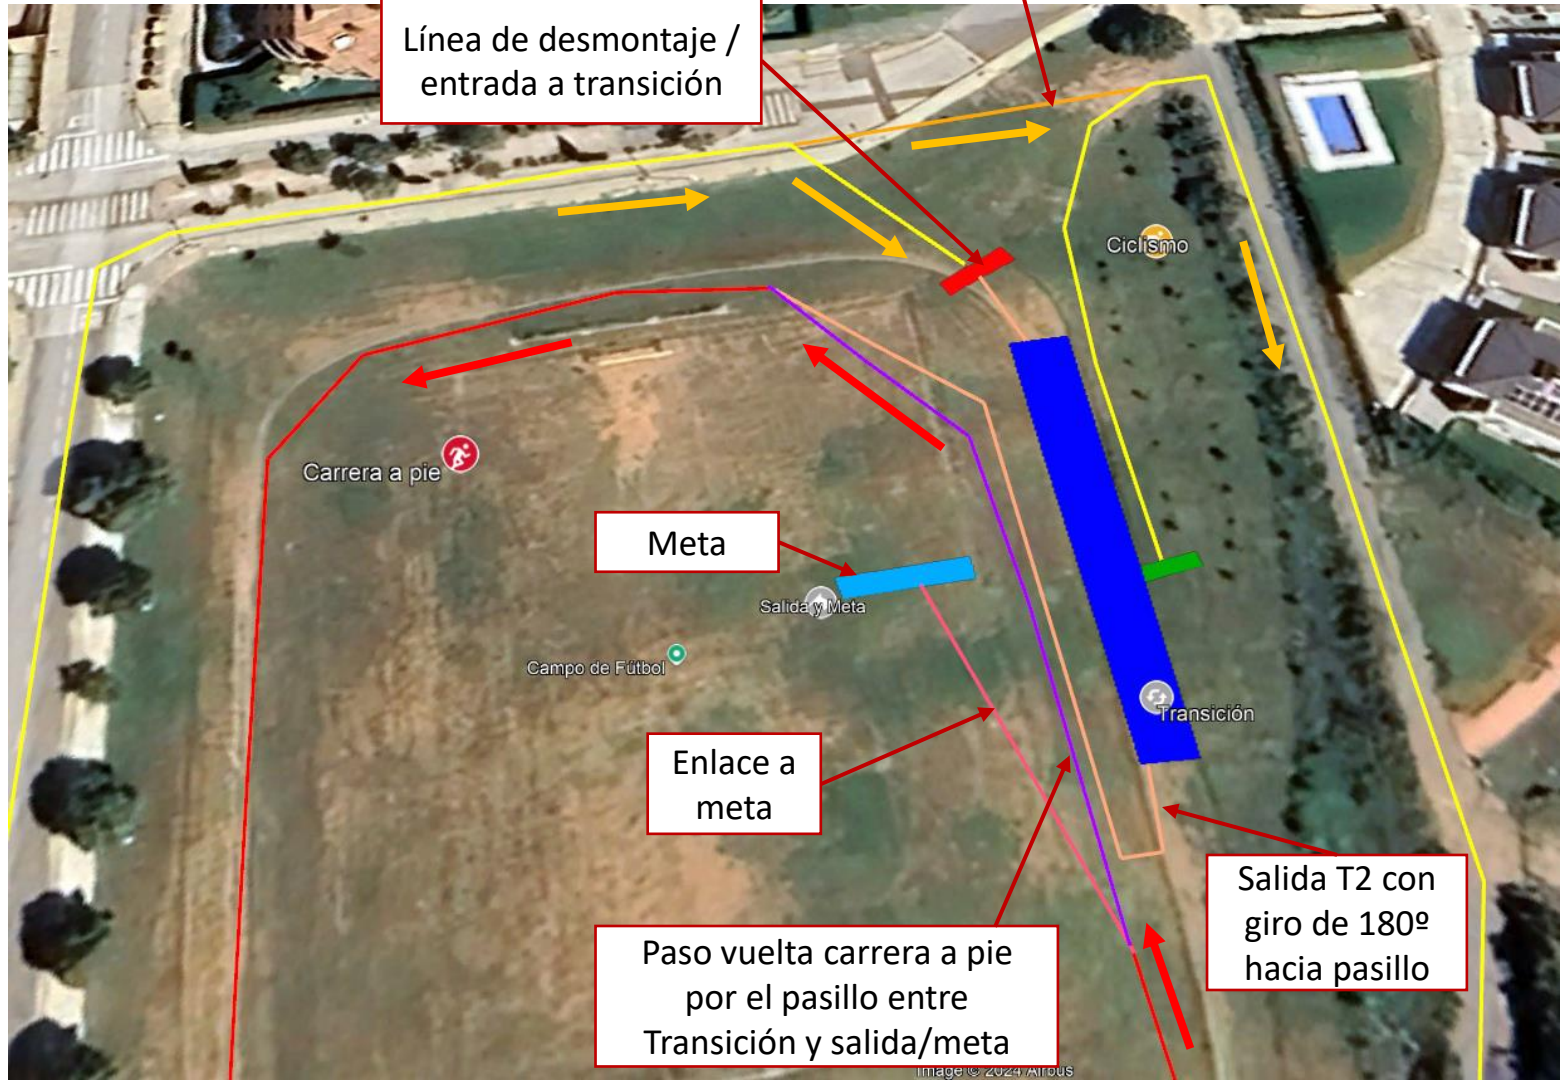 Línea de desmontaje /
entrada a transición
Ciclismo
Carrera a pie
Meta
Salida y Meta
Campo de Fútbol
Transición
Enlace a
meta
Salida T2 con
giro de 180º
hacia pasillo
Paso vuelta carrera a pie
por el pasillo entre
Transición y salida/meta
Image © 2024 Airbus